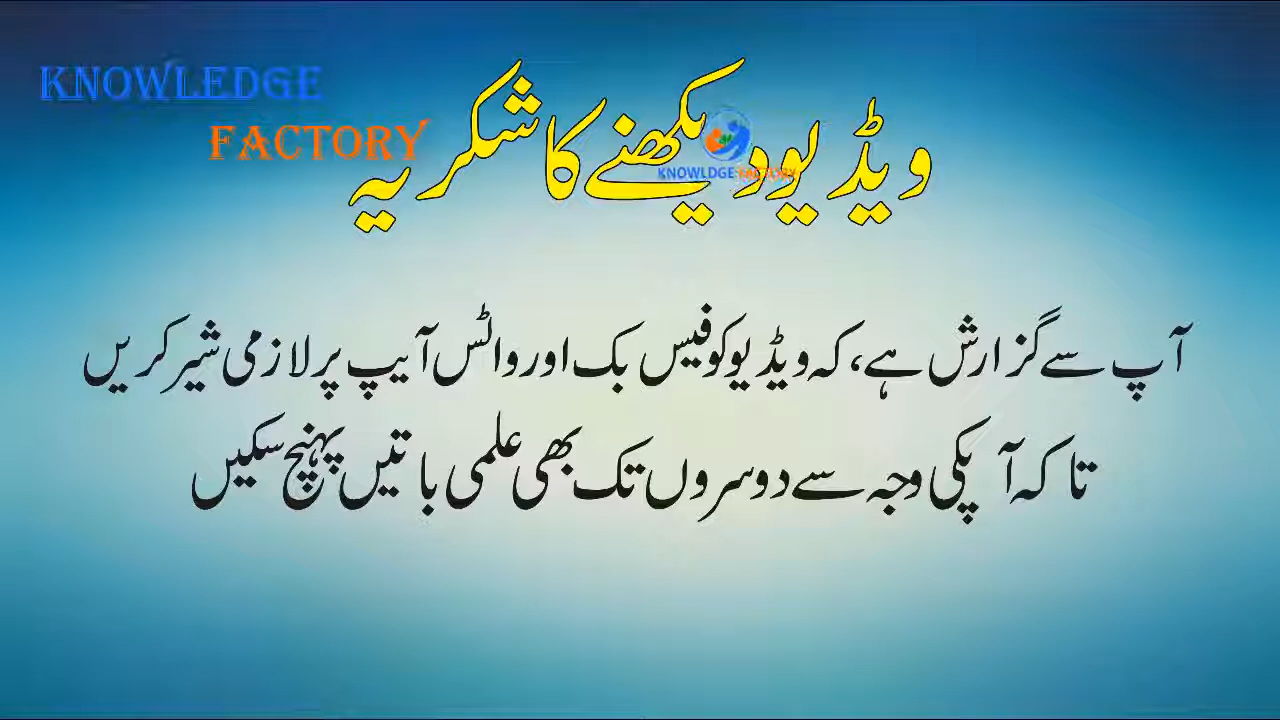 KNOWLEDGE
FACTORY
ویڈیو دیکھنے کا شکریہ
KNOWLDGE FACTORY
آپ سے گزارش ہے، کہ ویڈیو کو فیس بک اور واٹس آیپ پر لازمی شیر کریں
تاکہ آپکی وجہ سے دوسروں تک بھی علمی باتیں پہنچ سکیں